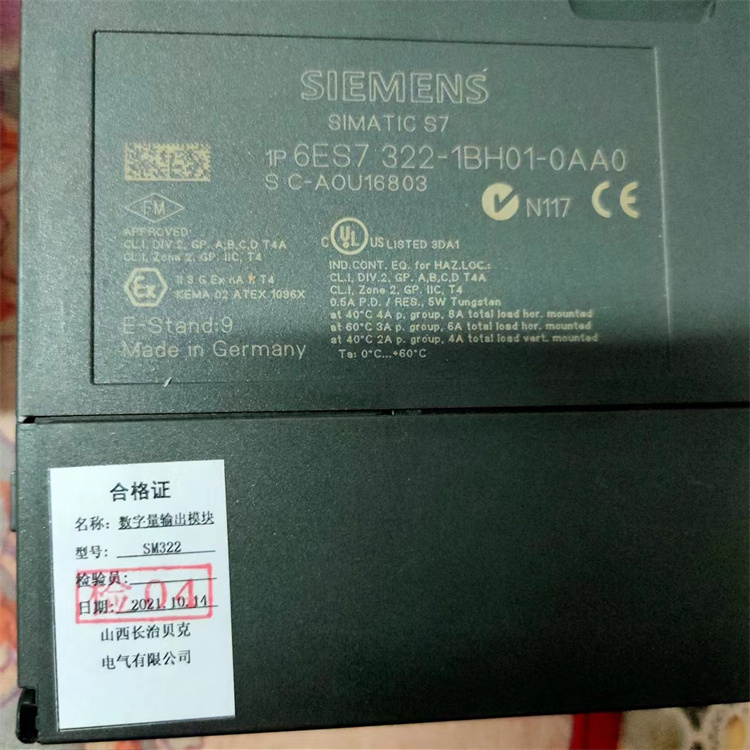 SIEMENS
SIMATIC S7
1P 6ES7 322-1BH01-0AA0
S C-A0U16803
N117 CE
FM
APPROVED
CL.I, DIV.2, GP. A,B,C,D T4A
CL.I, Zone 2, GP. IIC, T4
Ex
II 3 G Ex nA II T4
KEMA 02 ATEX 1096X
E-Stand:9
Made in Germany
C UL US LISTED 3DA1
IND.CONT. EQ. for HAZ.LOC.:
CL.I, DIV.2, GP. A,B,C,D T4A
CL.I, Zone 2, GP. IIC, T4
0.5A P.D. / RES., 5W Tungsten
at 40°C 4A p. group, 8A total load hor. mounted
at 60°C 3A p. group, 6A total load hor. mounted
at 40°C 2A p. group, 4A total load vert. mounted
Ta: 0°C...+60°C
合格证
名称: 数字量输出模块
型号: SM322
检验员:
检04
日期: 2021.10.14
山西长治贝克
电气有限公司